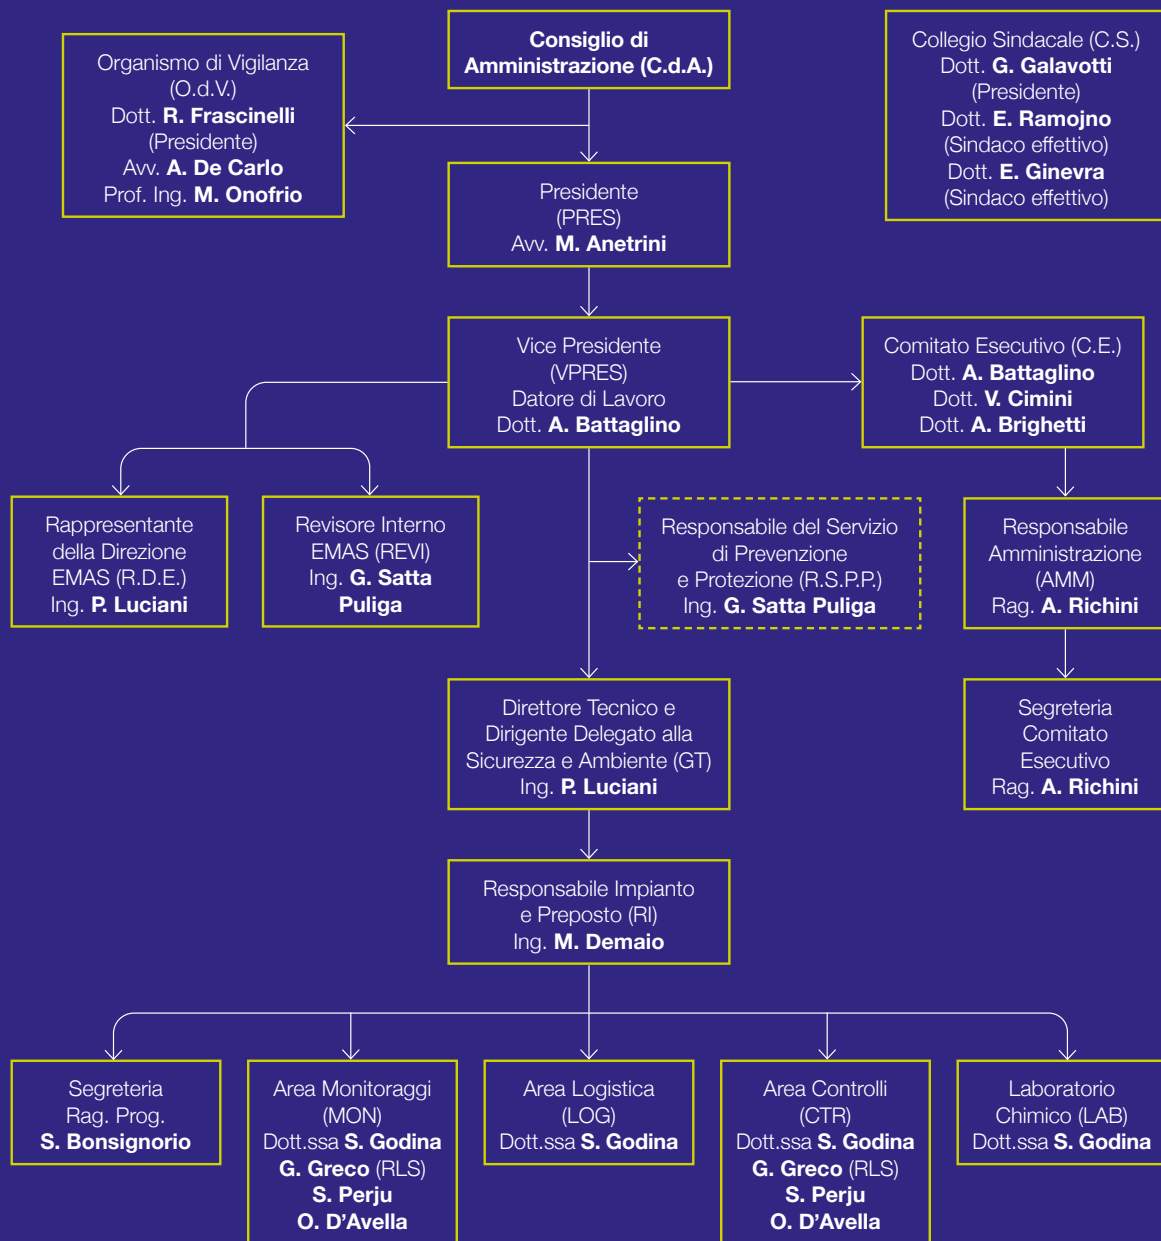 Consiglio di
Amministrazione (C.d.A.)
Organismo di Vigilanza
(O.d.V.)
Dott. R. Frascinelli
(Presidente)
Avv. A. De Carlo
Prof. Ing. M. Onofrio
Collegio Sindacale (C.S.)
Dott. G. Galavotti
(Presidente)
Dott. E. Ramojno
(Sindaco effettivo)
Dott. E. Ginevra
(Sindaco effettivo)
Presidente
(PRES)
Avv. M. Anetrini
Vice Presidente
(VPRES)
Datore di Lavoro
Dott. A. Battaglino
Comitato Esecutivo (C.E.)
Dott. A. Battaglino
Dott. V. Cimini
Dott. A. Brighetti
Rappresentante
della Direzione
EMAS (R.D.E.)
Ing. P. Luciani
Revisore Interno
EMAS (REVI)
Ing. G. Satta
Puliga
Responsabile del Servizio
di Prevenzione
e Protezione (R.S.P.P.)
Ing. G. Satta Puliga
Responsabile
Amministrazione
(AMM)
Rag. A. Richini
Direttore Tecnico e
Dirigente Delegato alla
Sicurezza e Ambiente (GT)
Ing. P. Luciani
Segreteria
Comitato
Esecutivo
Rag. A. Richini
Responsabile Impianto
e Preposto (RI)
Ing. M. Demaio
Segreteria
Rag. Prog.
S. Bonsignorio
Area Monitoraggi
(MON)
Dott.ssa S. Godina
G. Greco (RLS)
S. Perju
O. D'Avella
Area Logistica
(LOG)
Dott.ssa S. Godina
Area Controlli
(CTR)
Dott.ssa S. Godina
G. Greco (RLS)
S. Perju
O. D'Avella
Laboratorio
Chimico (LAB)
Dott.ssa S. Godina